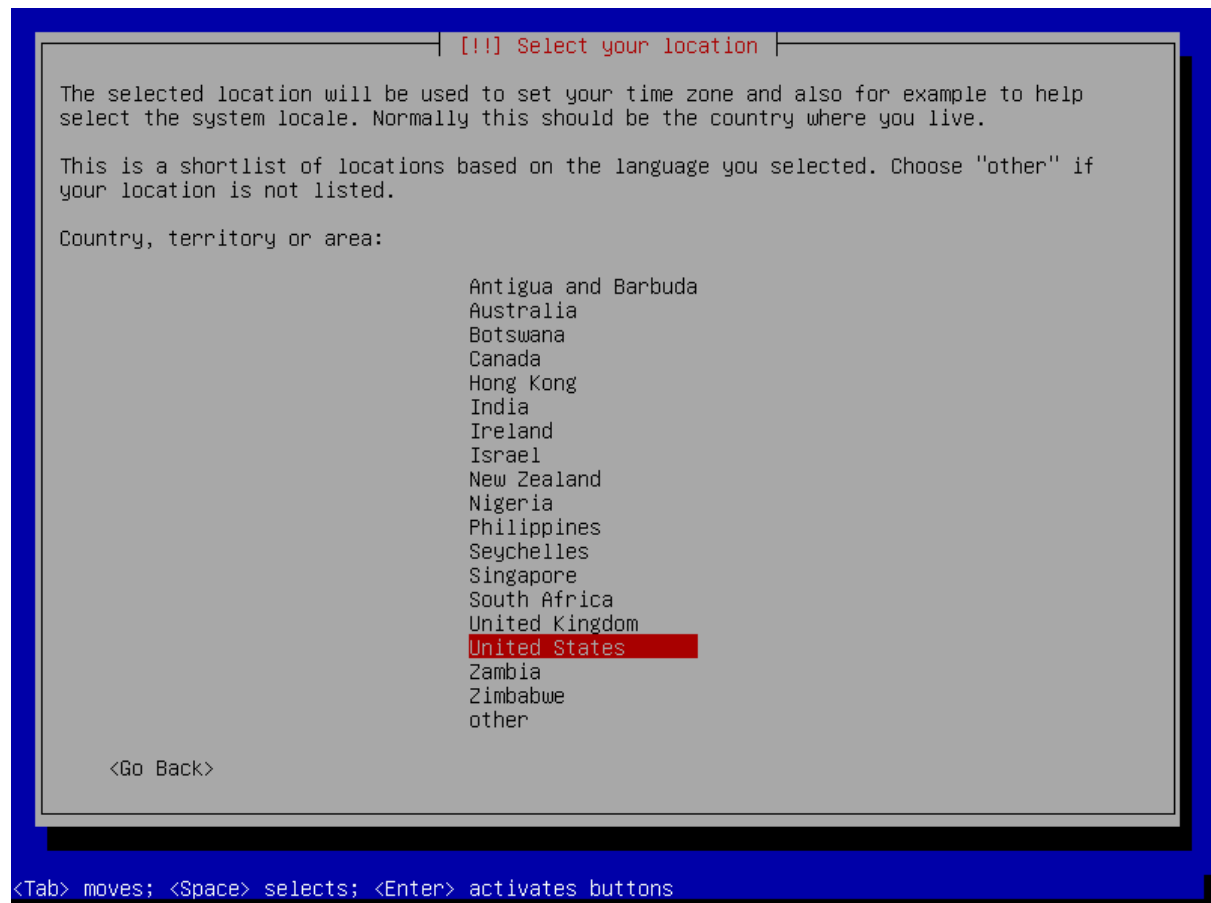 [!!] Select your location
The selected location will be used to set your time zone and also for example to help
select the system locale. Normally this should be the country where you live.
This is a shortlist of locations based on the language you selected. Choose "other" if
your location is not listed.
Country, territory or area:
Antigua and Barbuda
Australia
Botswana
Canada
Hong Kong
India
Ireland
Israel
New Zealand
Nigeria
Philippines
Seychelles
Singapore
South Africa
United Kingdom
United States
Zambia
Zimbabwe
other
<Go Back>
<Tab> moves; <Space> selects; <Enter> activates buttons